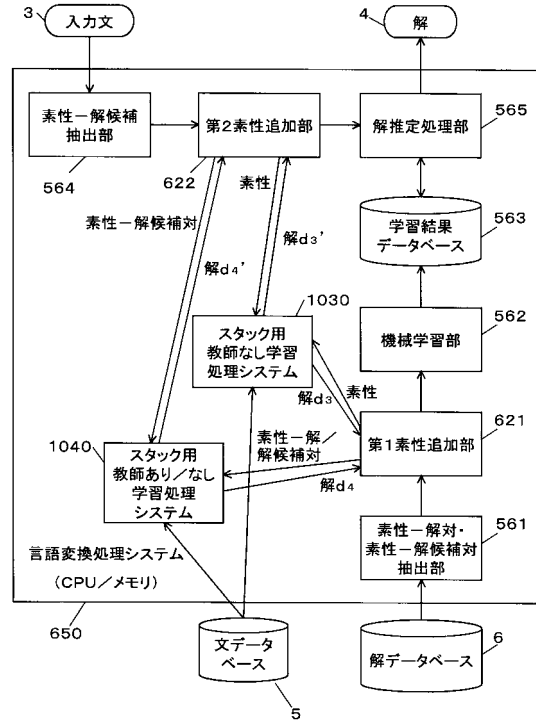 3
入力文
4
解
素性－解候補
抽出部
564
第2素性追加部
622
解推定処理部
565
素性
素性－解候補対
解d3’
解d4’
学習結果
データベース
563
1030
スタック用
教師なし学習
処理システム
機械学習部
562
素性
解d3
1040
スタック用
教師あり／なし
学習処理
システム
素性－解／
解候補対
解d4
第1素性追加部
621
素性－解対・
素性－解候補対
抽出部
561
言語変換処理システム
（CPU／メモリ）
650
文データ
ベース
5
解データベース
6